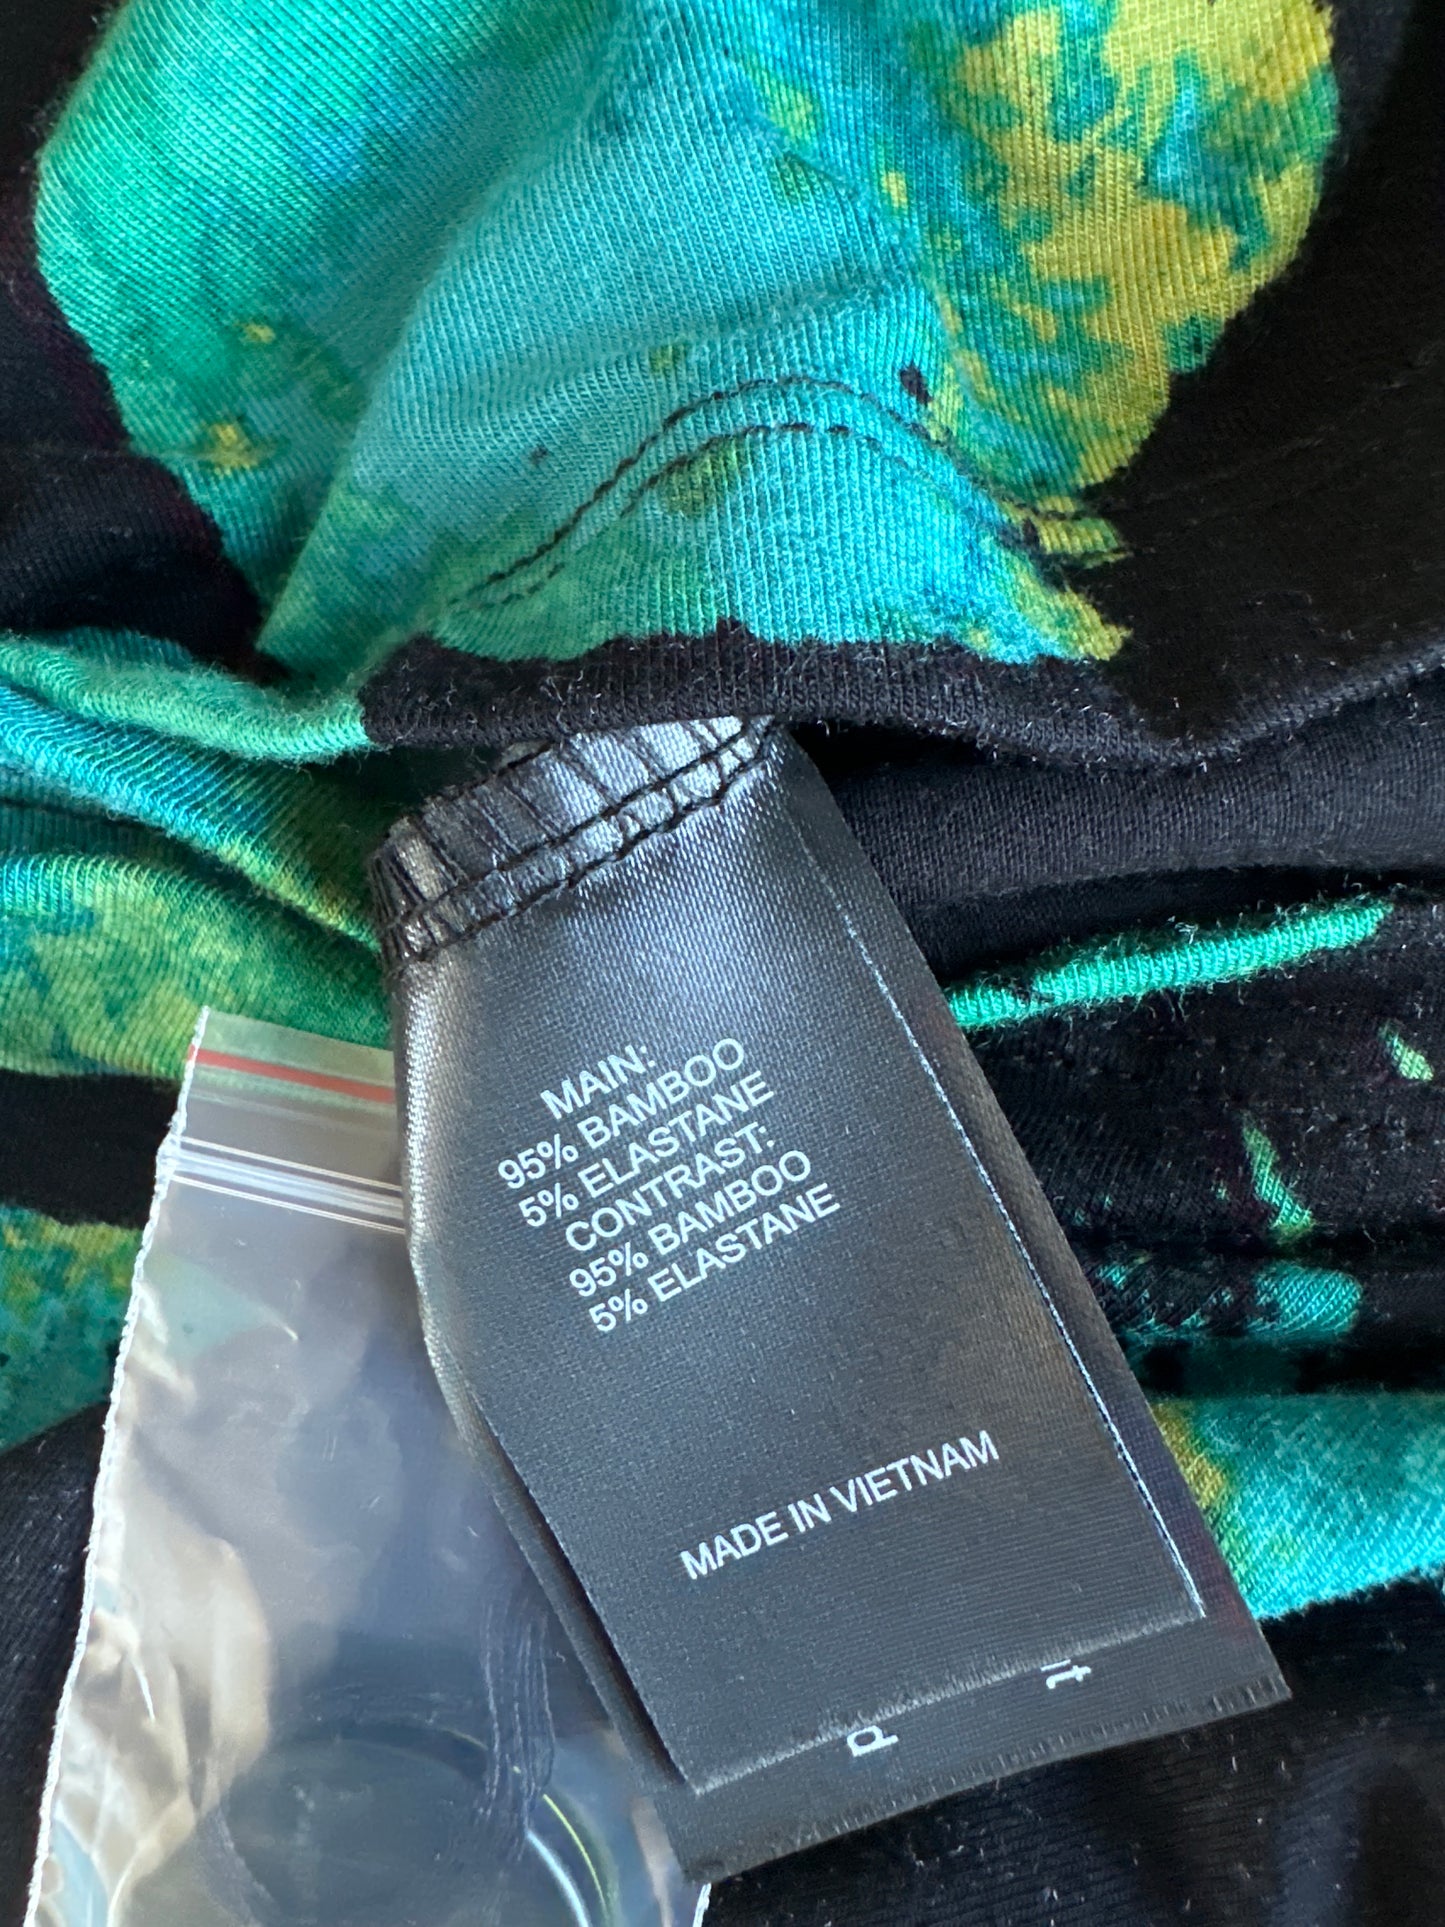 MAIN:
95% BAMBOO
5% ELASTANE
CONTRAST:
95% BAMBOO
5% ELASTANE
MADE IN VIETNAM